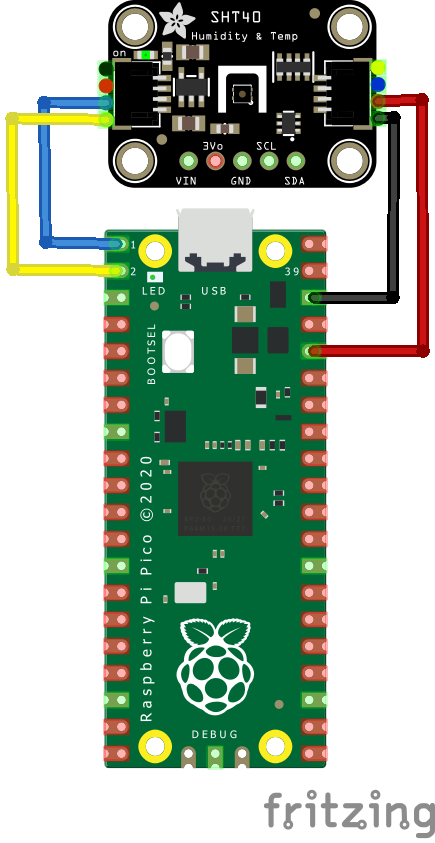 SHT40
Humidity & Temp
on
3Vo
SCL
VIN
GND
SDA
1
2
39
LED
USB
BOOTSEL
Raspberry Pi Pico ©2020
DEBUG
fritzing